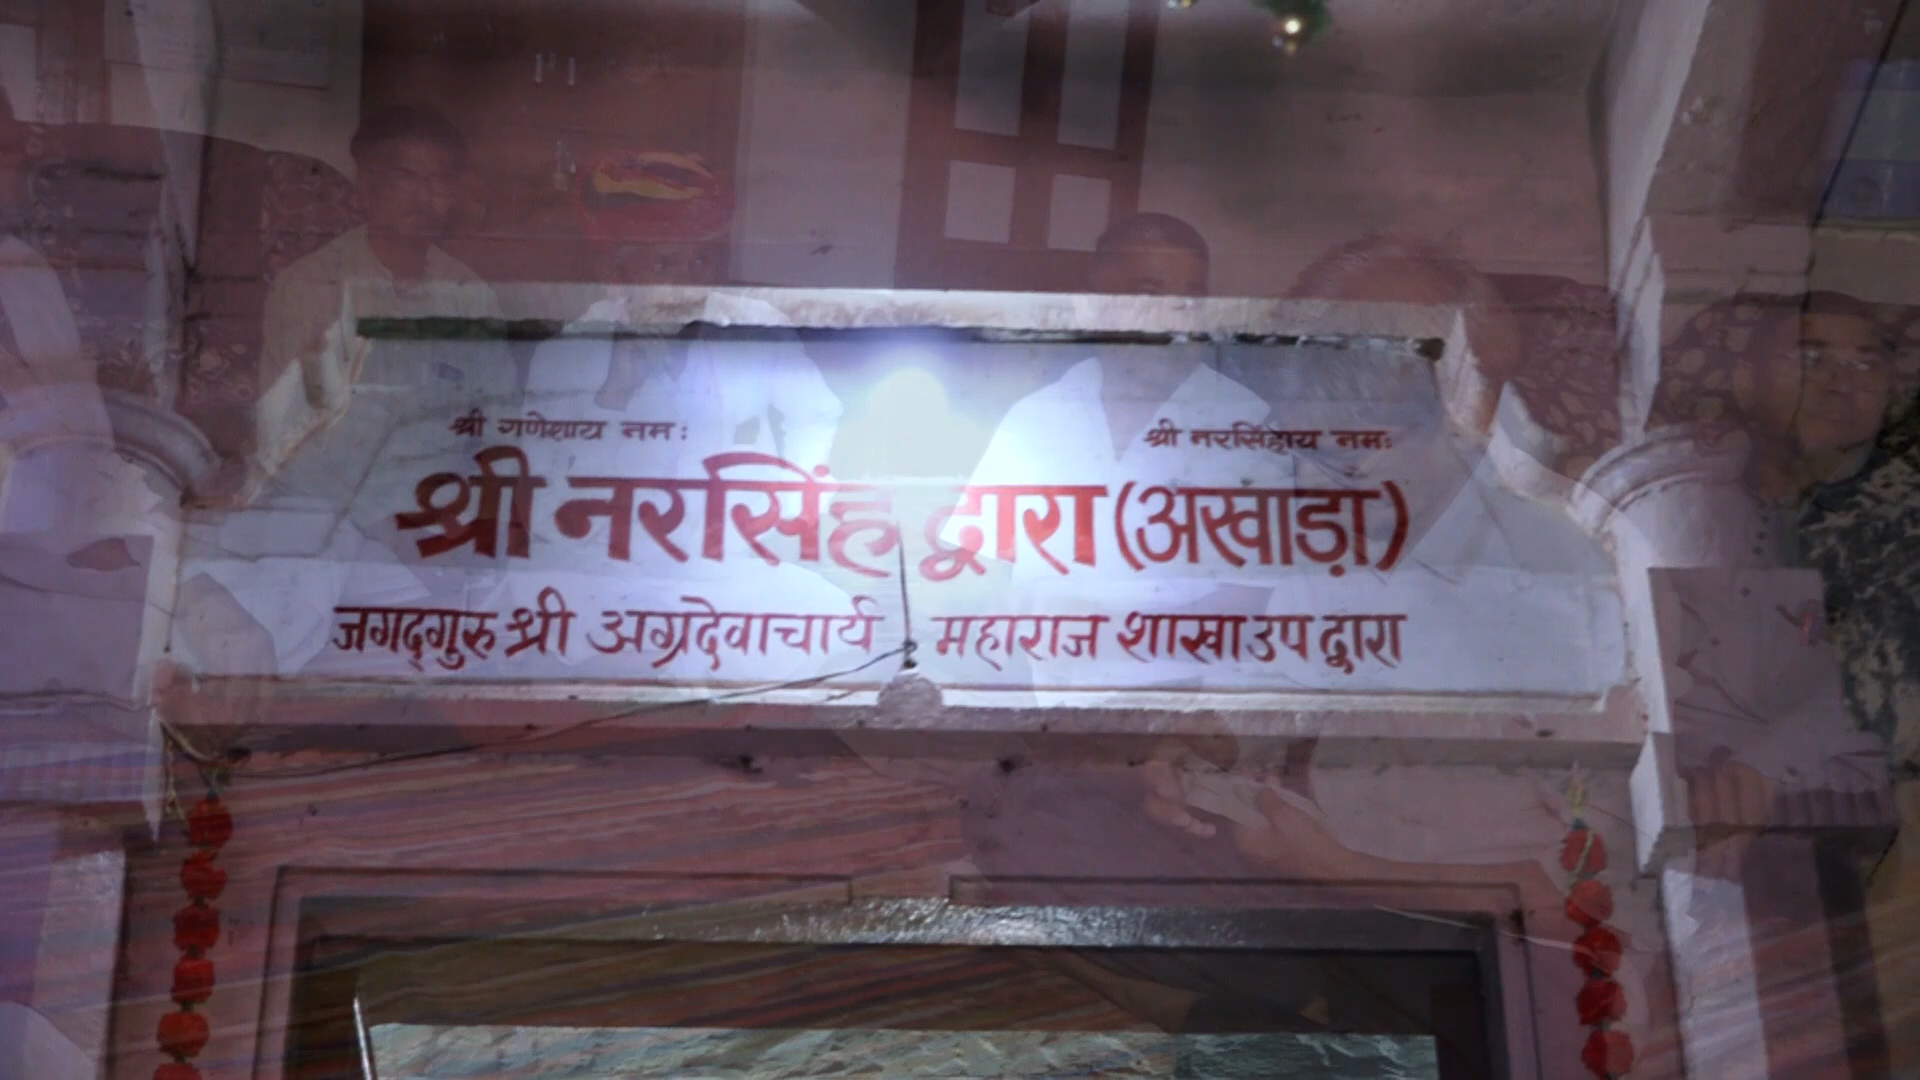 श्री गणेशाय नमः
श्री नरसिंहाय नमः
श्री नरसिंह द्वारा (अखाड़ा)
जगद्गुरु श्री अग्रदेवाचार्य महाराज शाखा उप द्वारा